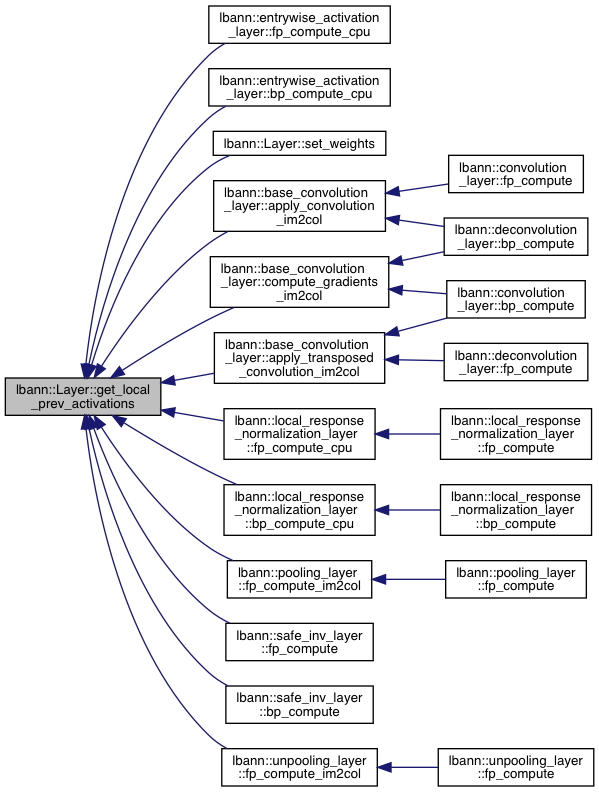 lbann::entrywise_activation
_layer::fp_compute_cpu
lbann::entrywise_activation
_layer::bp_compute_cpu
lbann::Layer::set_weights
lbann::base_convolution
_layer::apply_convolution
_im2col
lbann::convolution
_layer::fp_compute
lbann::deconvolution
_layer::bp_compute
lbann::base_convolution
_layer::compute_gradients
_im2col
lbann::convolution
_layer::bp_compute
lbann::base_convolution
_layer::apply_transposed
_convolution_im2col
lbann::deconvolution
_layer::fp_compute
lbann::Layer::get_local
_prev_activations
lbann::local_response
_normalization_layer
::fp_compute_cpu
lbann::local_response
_normalization_layer
::fp_compute
lbann::local_response
_normalization_layer
::bp_compute_cpu
lbann::local_response
_normalization_layer
::bp_compute
lbann::pooling_layer
::fp_compute_im2col
lbann::pooling_layer
::fp_compute
lbann::safe_inv_layer
::fp_compute
lbann::safe_inv_layer
::bp_compute
lbann::unpooling_layer
::fp_compute_im2col
lbann::unpooling_layer
::fp_compute